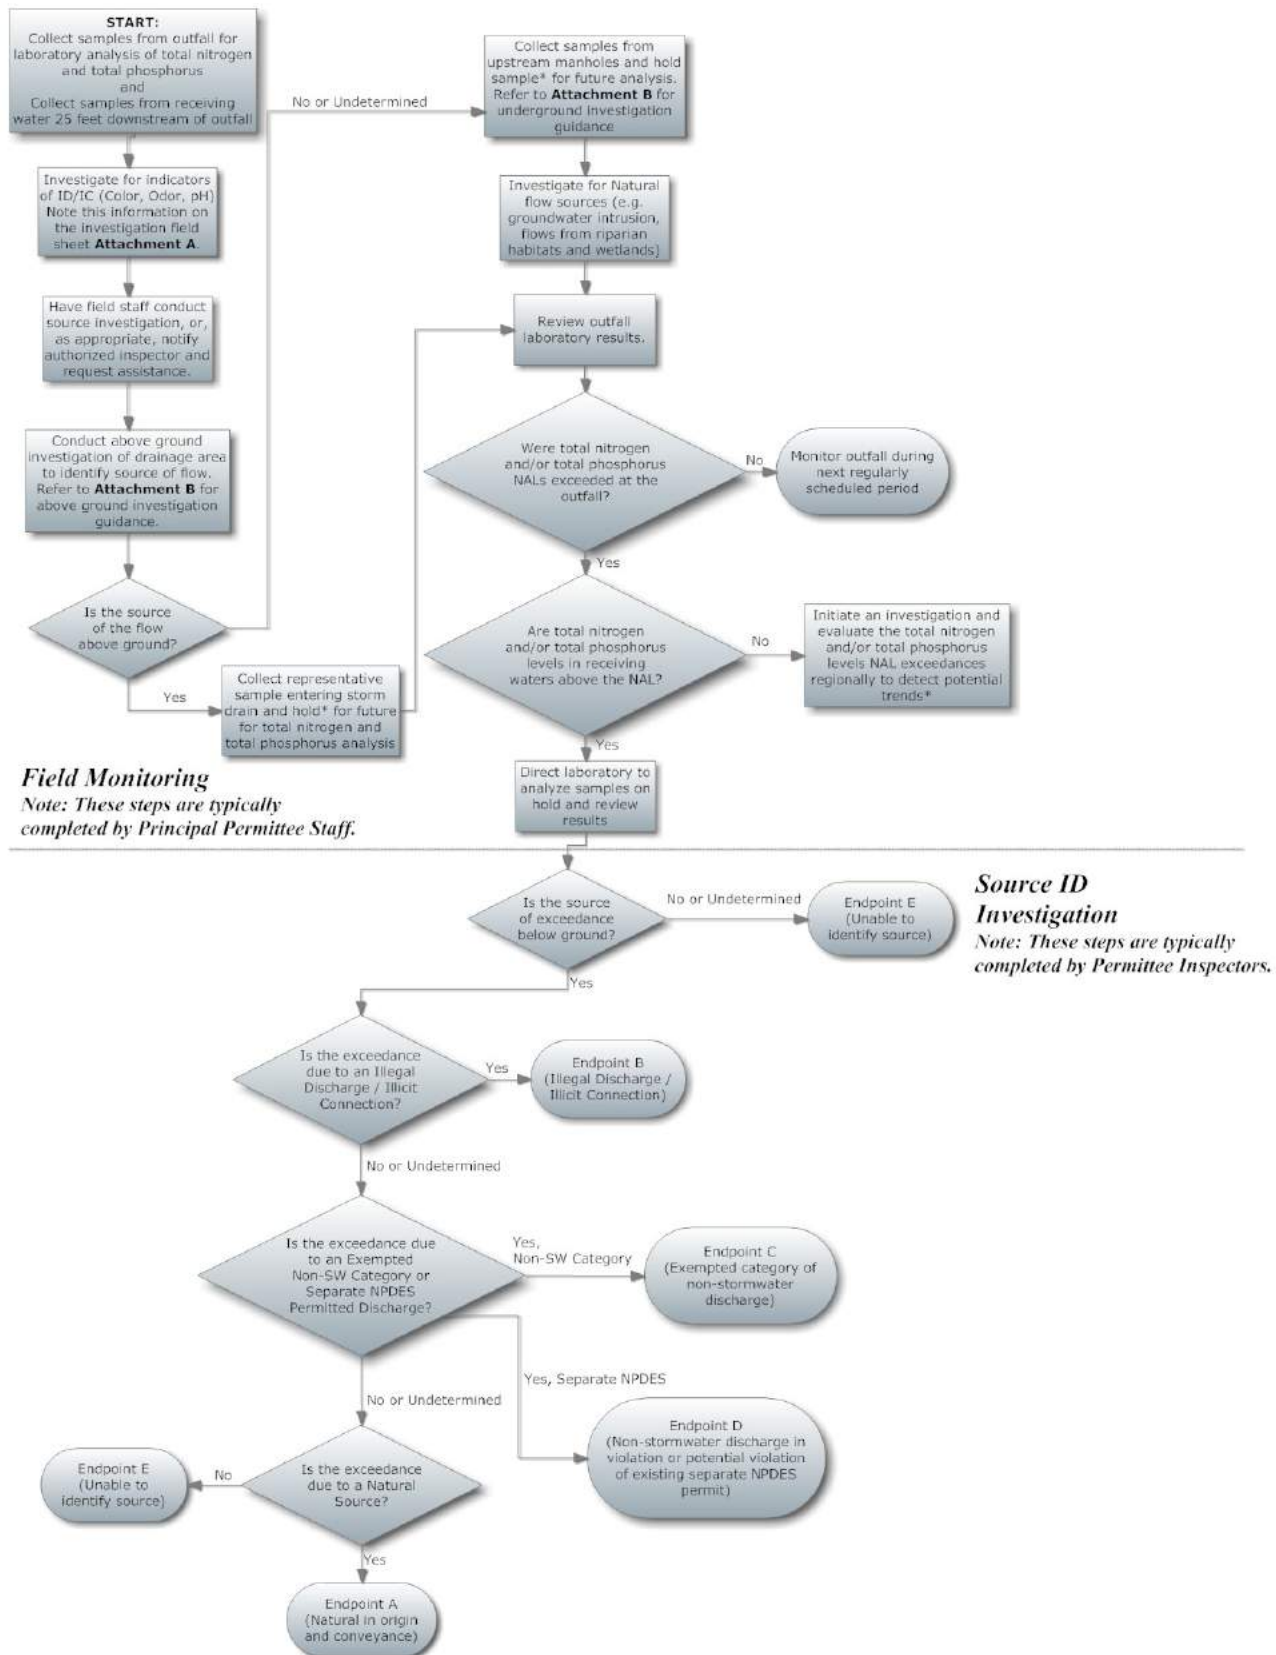 START:
Collect samples from outfall for
laboratory analysis of total nitrogen
and total phosphorus
and
Collect samples from receiving
water 25 feet downstream of outfall
Investigate for indicators
of ID/IC (Color, Odor, pH)
Note this information on
the investigation field
sheet Attachment A.
Have field staff conduct
source investigation, or,
as appropriate, notify
authorized inspector and
request assistance.
Conduct above ground
investigation of drainage area
to identify source of flow.
Refer to Attachment B for
above ground investigation
guidance.
Is the source
of the flow
above ground?
No or Undetermined
Yes
Collect representative
sample entering storm
drain and hold* for future
for total nitrogen and
total phosphorus analysis
Collect samples from
upstream manholes and hold
sample* for future analysis.
Refer to Attachment B for
underground investigation
guidance
Investigate for Natural
flow sources (e.g.
groundwater intrusion,
flows from riparian
habitats and wetlands)
Review outfall
laboratory results.
Were total nitrogen
and/or total phosphorus
NALs exceeded at the
outfall?
No
Monitor outfall during
next regularly
scheduled period
Yes
Are total nitrogen
and/or total phosphorus
levels in receiving
waters above the NAL?
No
Initiate an investigation and
evaluate the total nitrogen
and/or total phosphorus
levels NAL exceedances
regionally to detect potential
trends*
Yes
Direct laboratory to
analyze samples on
hold and review
results
Field Monitoring
Note: These steps are typically
completed by Principal Permittee Staff.
Source ID
Investigation
Note: These steps are typically
completed by Permittee Inspectors.
Is the source
of exceedance
below ground?
No or Undetermined
Endpoint E
(Unable to
identify source)
Yes
Is the exceedance
due to an Illegal
Discharge / Illicit
Connection?
Yes
Endpoint B
(Illegal Discharge /
Illicit Connection)
No or Undetermined
Is the exceedance due
to an Exempted
Non-SW Category or
Separate NPDES
Permitted Discharge?
Yes,
Non-SW Category
Endpoint C
(Exempted category of
non-stormwater
discharge)
Yes, Separate NPDES
Endpoint D
(Non-stormwater discharge in
violation or potential violation
of existing separate NPDES
permit)
No or Undetermined
Is the exceedance
due to a Natural
Source?
No
Endpoint E
(Unable to
identify source)
Yes
Endpoint A
(Natural in origin
and conveyance)